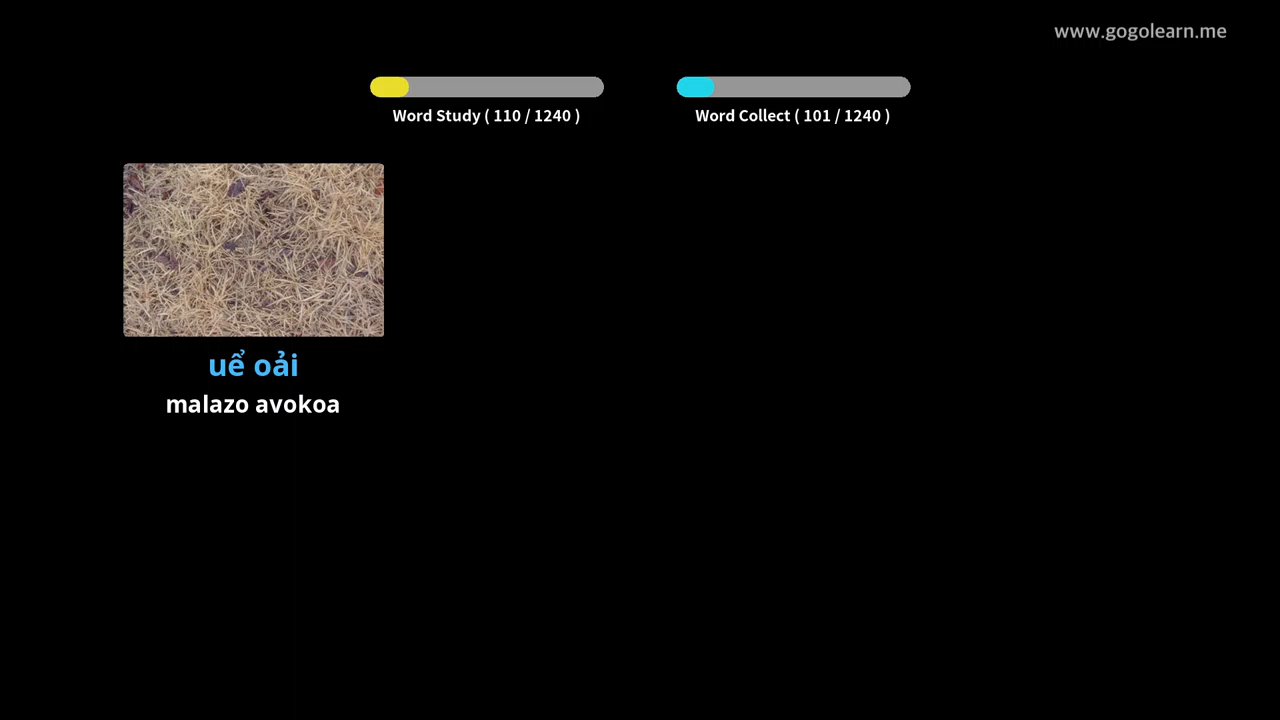 www.gogolearn.me
Word Study ( 110 / 1240 )
Word Collect ( 101 / 1240 )
uể oải
malazo avokoa